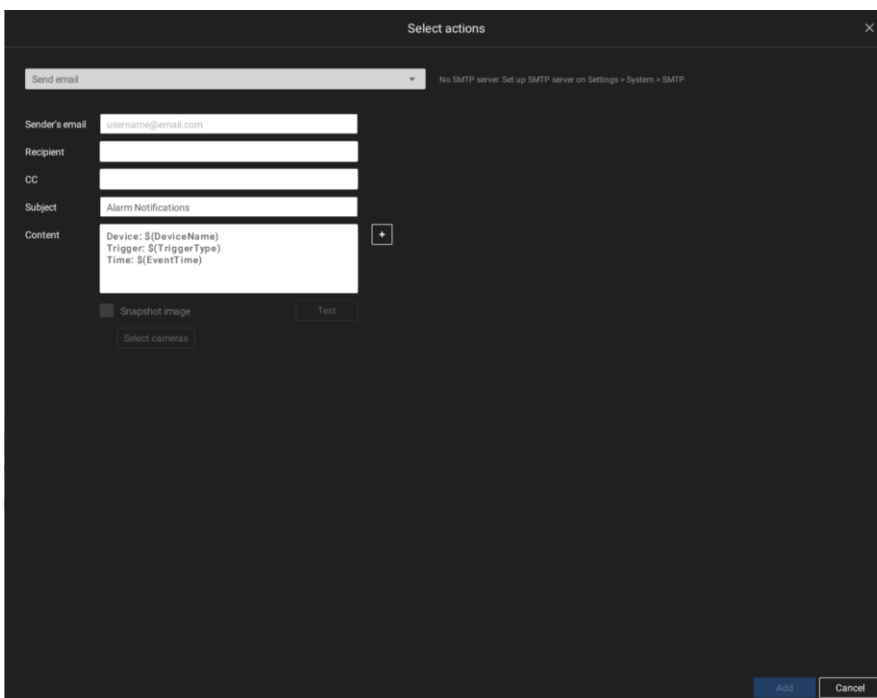 Select actions
Send email
No SMTP server. Set up SMTP server on Settings > System > SMTP
Sender's email
username@email.com
Recipient
CC
Subject
Alarm Notifications
Content
Device: $(DeviceName)
Trigger: $(TriggerType)
Time: $(EventTime)
+
Snapshot image
Test
Select cameras
Add
Cancel